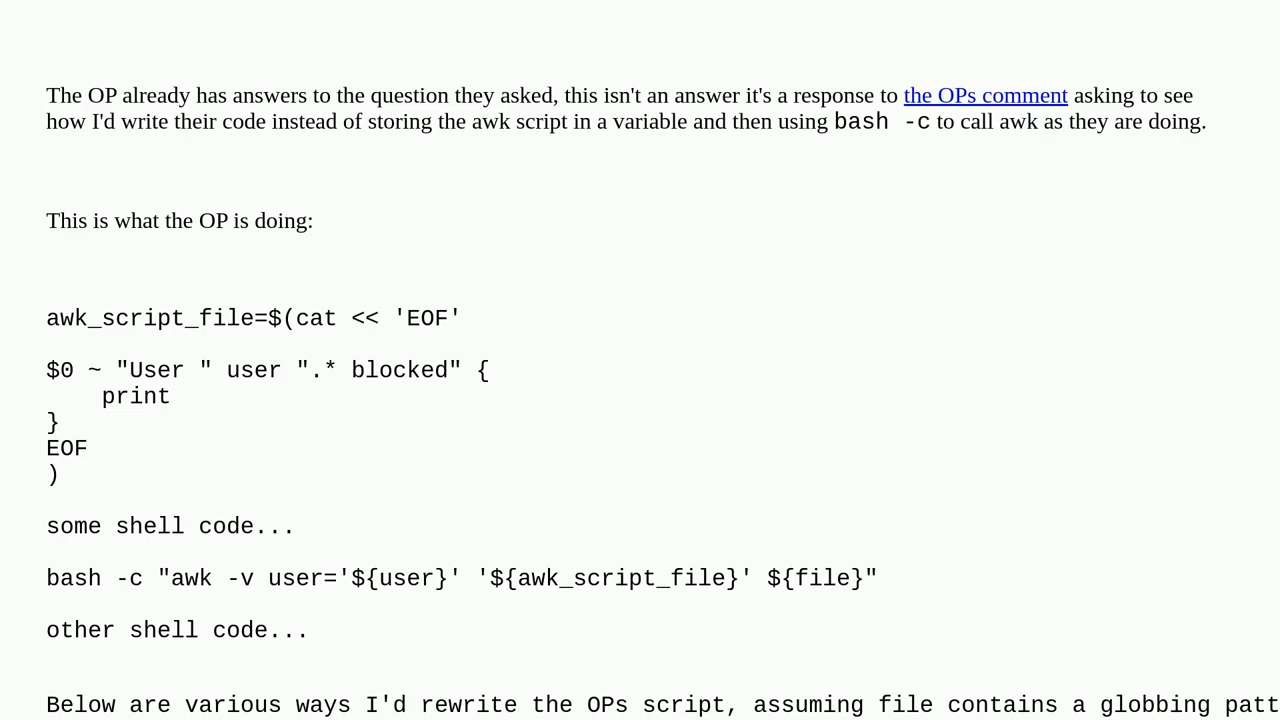 The OP already has answers to the question they asked, this isn't an answer it's a response to the OPs comment asking to see
how I'd write their code instead of storing the awk script in a variable and then using bash -c to call awk as they are doing.
This is what the OP is doing:
awk_script_file=$(cat << 'EOF'
$0 ~ "User " user ".* blocked" {
    print
}
EOF
)
some shell code...
bash -c "awk -v user='${user}' '${awk_script_file}' ${file}"
other shell code...
Below are various ways I'd rewrite the OPs script, assuming file contains a globbing patt